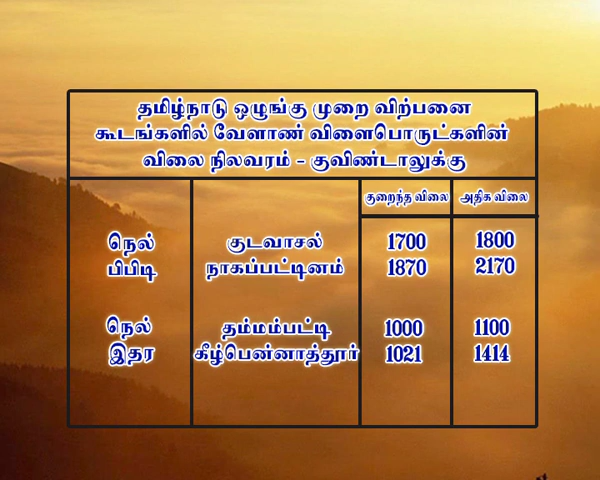 தமிழ்நாடு ஒழுங்கு முறை விற்பனை
கூடங்களில் வேளாண் விளைபொருட்களின்
விலை நிலவரம் - குவிண்டாலுக்கு
குறைந்த விலை அதிக விலை
நெல் குடவாசல் 1700 1800
பிபிடி நாகப்பட்டினம் 1870 2170
நெல் தம்மம்பட்டி 1000 1100
இதர கீழ்பென்னாத்தூர் 1021 1414